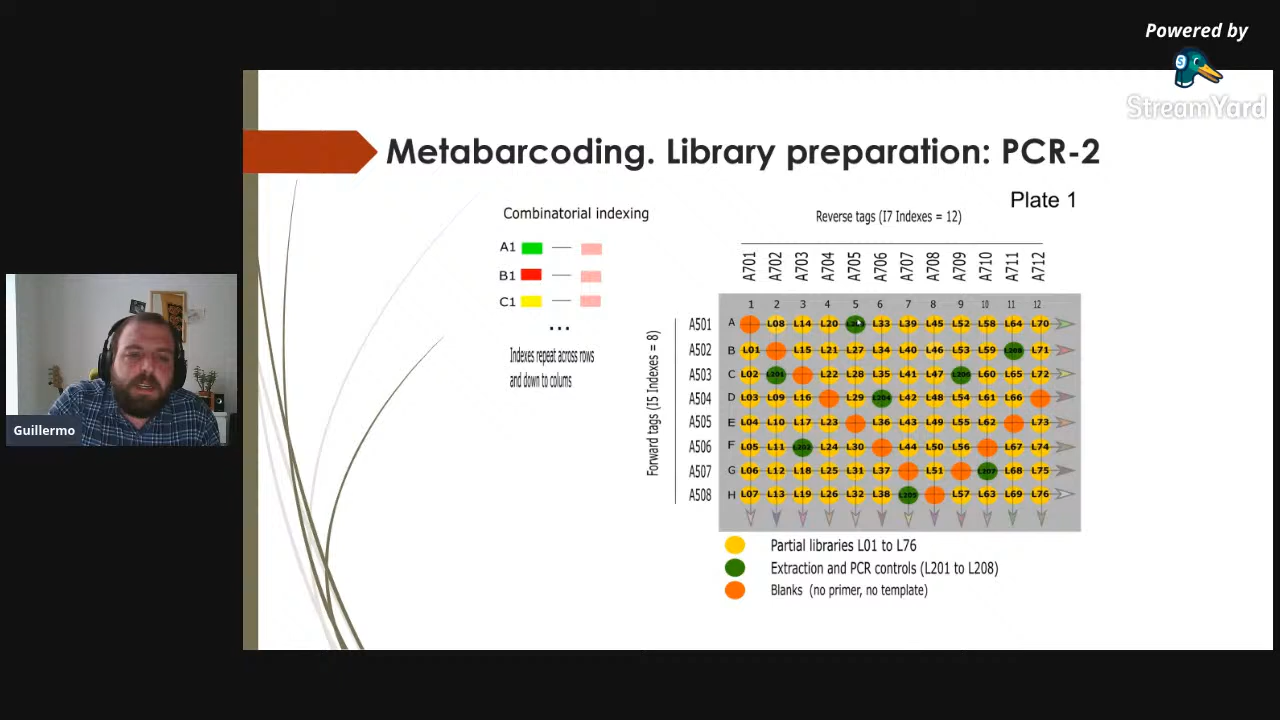 Powered by
StreamYard
Metabarcoding. Library preparation: PCR-2
Plate 1
Combinatorial indexing
A1
B1
C1
...
Indexes repeat across rows
and down to colums
Reverse tags (I7 Indexes = 12)
A701 A702 A703 A704 A705 A706 A707 A708 A709 A710 A711 A712
1 2 3 4 5 6 7 8 9 10 11 12
Forward tags (I5 Indexes = 8)
A501 A L08 L14 L20 L33 L39 L45 L52 L58 L64 L70
A502 B L01 L15 L21 L27 L34 L40 L46 L53 L59 L208 L71
A503 C L02 L201 L22 L28 L35 L41 L47 L60 L65 L72
A504 D L03 L09 L16 L29 L204 L42 L48 L54 L61 L66
A505 E L04 L10 L17 L23 L36 L43 L49 L55 L62 L73
A506 F L05 L11 L202 L24 L30 L44 L50 L56 L67 L74
A507 G L06 L12 L18 L25 L31 L37 L51 L207 L68 L75
A508 H L07 L13 L19 L26 L32 L38 L205 L57 L63 L69 L76
Partial libraries L01 to L76
Extraction and PCR controls (L201 to L208)
Blanks (no primer, no template)
Guillermo